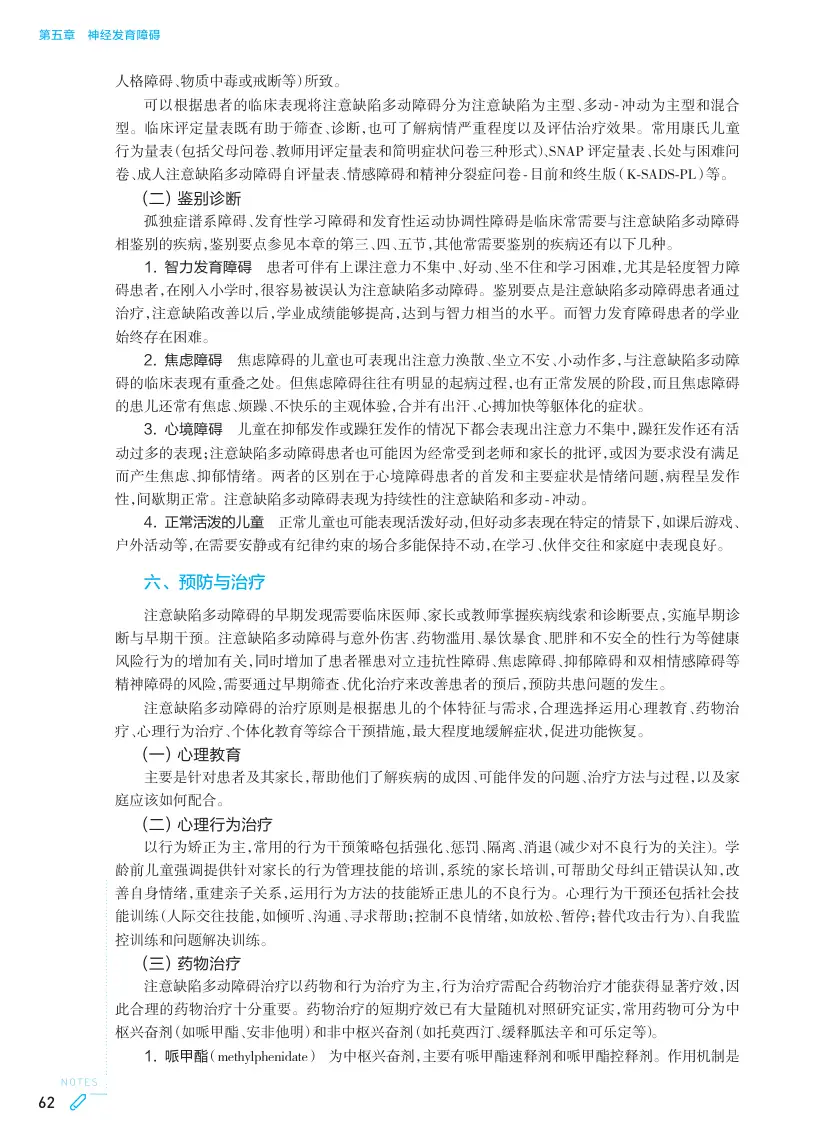 第五章 神经发育障碍
人格障碍、物质中毒或戒断等)所致。
可以根据患者的临床表现将注意缺陷多动障碍分为注意缺陷为主型、多动-冲动为主型和混合
型。临床评定量表既有助于筛查、诊断,也可了解病情严重程度以及评估治疗效果。常用康氏儿童
行为量表(包括父母问卷、教师用评定量表和简明症状问卷三种形式)、SNAP 评定量表、长处与困难问
卷、成人注意缺陷多动障碍自评量表、情感障碍和精神分裂症问卷-目前和终生版(K-SADS-PL)等。
(二)鉴别诊断
孤独症谱系障碍、发育性学习障碍和发育性运动协调性障碍是临床常需要与注意缺陷多动障碍
相鉴别的疾病,鉴别要点参见本章的第三、四、五节,其他常需要鉴别的疾病还有以下几种。
1. 智力发育障碍 患者可伴有上课注意力不集中、好动、坐不住和学习困难,尤其是轻度智力障
碍患者,在刚入小学时,很容易被误认为注意缺陷多动障碍。鉴别要点是注意缺陷多动障碍患者通过
治疗,注意缺陷改善以后,学业成绩能够提高,达到与智力相当的水平。而智力发育障碍患者的学业
始终存在困难。
2. 焦虑障碍 焦虑障碍的儿童也可表现出注意力涣散、坐立不安、小动作多,与注意缺陷多动障
碍的临床表现有重叠之处。但焦虑障碍往往有明显的起病过程,也有正常发展的阶段,而且焦虑障碍
的患儿还常有焦虑、烦躁、不快乐的主观体验,合并有出汗、心搏加快等躯体化的症状。
3. 心境障碍 儿童在抑郁发作或躁狂发作的情况下都会表现出注意力不集中,躁狂发作还有活
动过多的表现;注意缺陷多动障碍患者也可能因为经常受到老师和家长的批评,或因为要求没有满足
而产生焦虑、抑郁情绪。两者的区别在于心境障碍患者的首发和主要症状是情绪问题,病程呈发作
性,间歇期正常。注意缺陷多动障碍表现为持续性的注意缺陷和多动-冲动。
4. 正常活泼的儿童 正常儿童也可能表现活泼好动,但好动多表现在特定的情景下,如课后游戏、
户外活动等,在需要安静或有纪律约束的场合多能保持不动,在学习、伙伴交往和家庭中表现良好。
六、预防与治疗
注意缺陷多动障碍的早期发现需要临床医师、家长或教师掌握疾病线索和诊断要点,实施早期诊
断与早期干预。注意缺陷多动障碍与意外伤害、药物滥用、暴饮暴食、肥胖和不安全的性行为等健康
风险行为的增加有关,同时增加了患者罹患对立违抗性障碍、焦虑障碍、抑郁障碍和双相情感障碍等
精神障碍的风险,需要通过早期筛查、优化治疗来改善患者的预后,预防共患问题的发生。
注意缺陷多动障碍的治疗原则是根据患儿的个体特征与需求,合理选择运用心理教育、药物治
疗、心理行为治疗、个体化教育等综合干预措施,最大程度地缓解症状,促进功能恢复。
(一)心理教育
主要是针对患者及其家长,帮助他们了解疾病的成因、可能伴发的问题、治疗方法与过程,以及家
庭应该如何配合。
(二)心理行为治疗
以行为矫正为主,常用的行为干预策略包括强化、惩罚、隔离、消退(减少对不良行为的关注)。学
龄前儿童强调提供针对家长的行为管理技能的培训,系统的家长培训,可帮助父母纠正错误认知,改
善自身情绪,重建亲子关系,运用行为方法的技能矫正患儿的不良行为。心理行为干预还包括社会技
能训练(人际交往技能,如倾听、沟通、寻求帮助;控制不良情绪,如放松、暂停;替代攻击行为)、自我监
控训练和问题解决训练。
(三)药物治疗
注意缺陷多动障碍治疗以药物和行为治疗为主,行为治疗需配合药物治疗才能获得显著疗效,因
此合理的药物治疗十分重要。药物治疗的短期疗效已有大量随机对照研究证实,常用药物可分为中
枢兴奋剂(如哌甲酯、安非他明)和非中枢兴奋剂(如托莫西汀、缓释胍法辛和可乐定等)。
1. 哌甲酯(methylphenidate) 为中枢兴奋剂,主要有哌甲酯速释剂和哌甲酯控释剂。作用机制是
NOTES
62